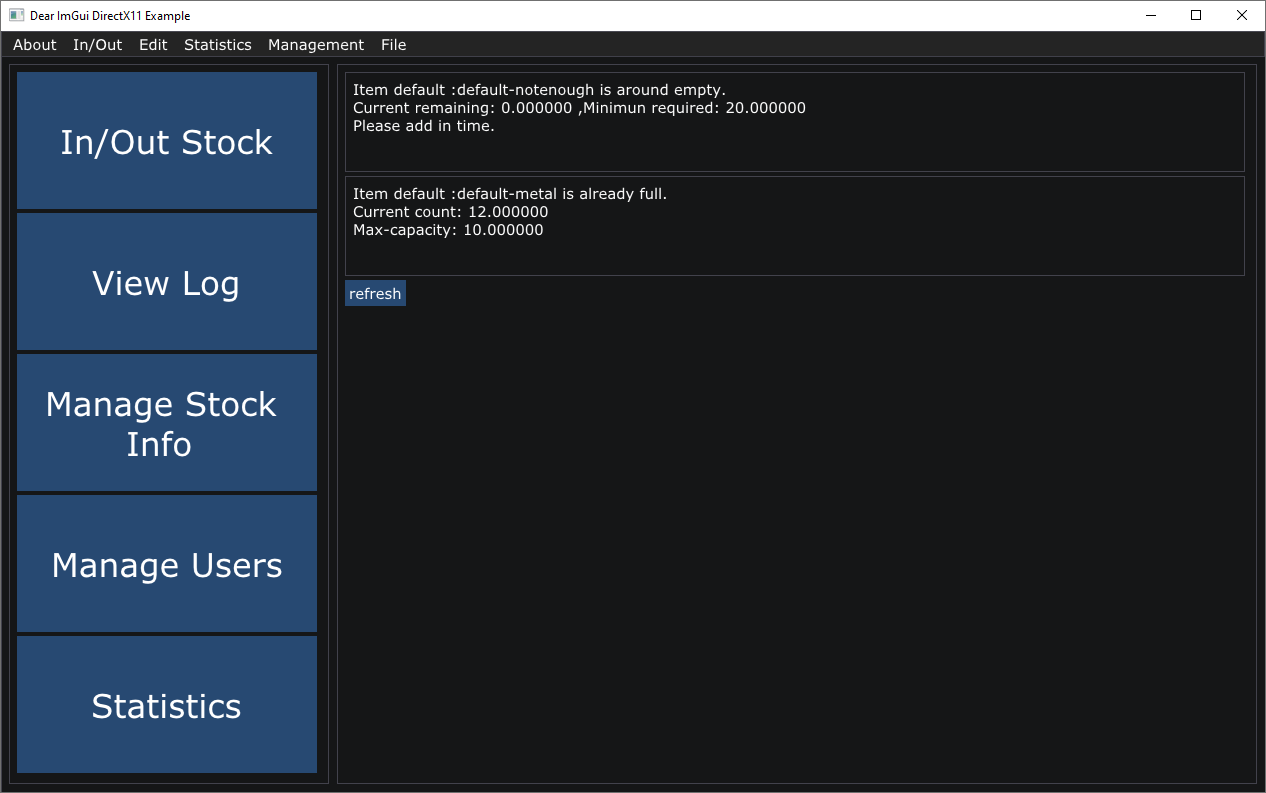 Dear ImGui DirectX11 Example
About In/Out Edit Statistics Management File
In/Out Stock
View Log
Manage Stock
Info
Manage Users
Statistics
Item default :default-notenough is around empty.
Current remaining: 0.000000 ,Minimun required: 20.000000
Please add in time.
Item default :default-metal is already full.
Current count: 12.000000
Max-capacity: 10.000000
refresh